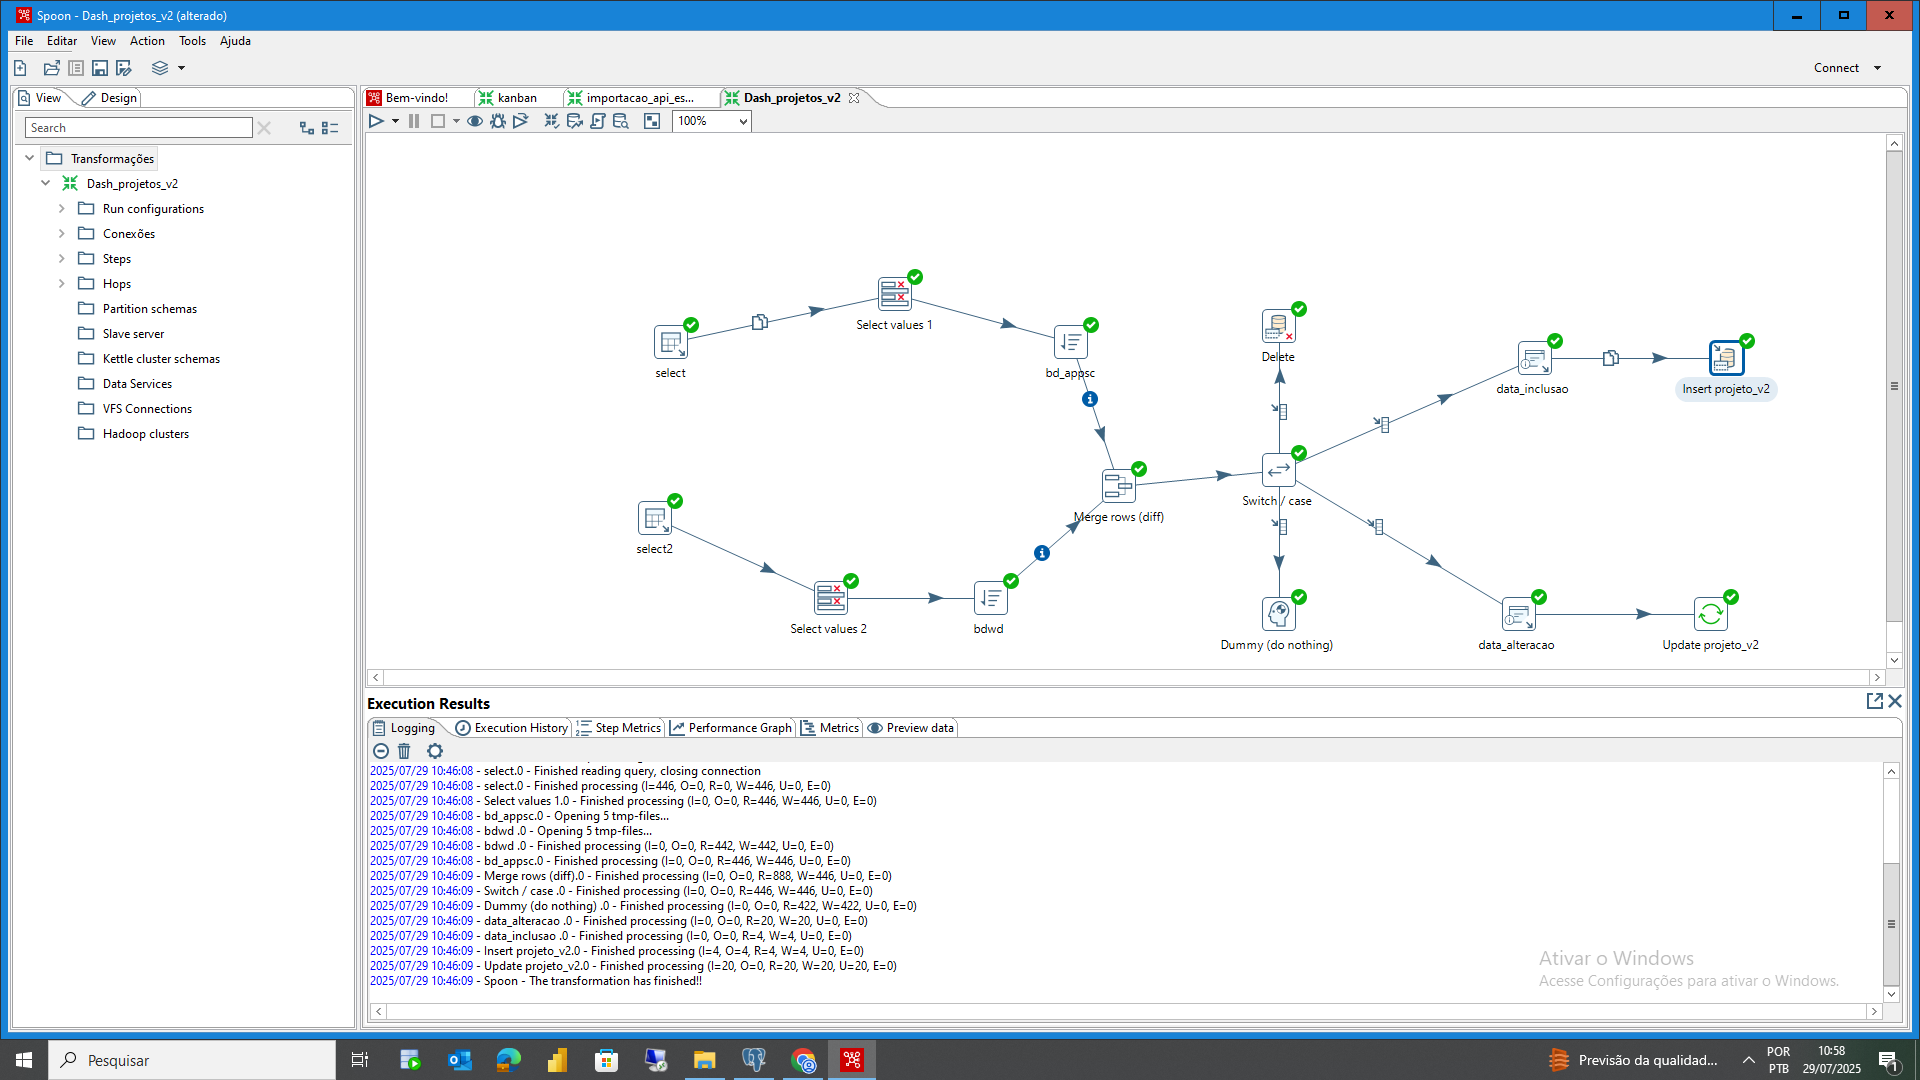 Spoon - Dash_projetos_v2 (alterado)
File Editar View Action Tools Ajuda
Connect
View Design
Bem-vindo! kanban importacao_api_es... Dash_projetos_v2
Search
100%
Transformações
Dash_projetos_v2
Run configurations
Conexões
Steps
Hops
Partition schemas
Slave server
Kettle cluster schemas
Data Services
VFS Connections
Hadoop clusters
Select values 1
select
bd_appsc
Delete
data_inclusao
Insert projeto_v2
Switch / case
Merge rows (diff)
select2
Select values 2
bdwd
Dummy (do nothing)
data_alteracao
Update projeto_v2
Execution Results
Logging Execution History Step Metrics Performance Graph Metrics Preview data
2025/07/29 10:46:08 - select.0 - Finished reading query, closing connection
2025/07/29 10:46:08 - select.0 - Finished processing (I=446, O=0, R=0, W=446, U=0, E=0)
2025/07/29 10:46:08 - Select values 1.0 - Finished processing (I=0, O=0, R=446, W=446, U=0, E=0)
2025/07/29 10:46:08 - bd_appsc.0 - Opening 5 tmp-files...
2025/07/29 10:46:08 - bdwd .0 - Opening 5 tmp-files...
2025/07/29 10:46:08 - bdwd .0 - Finished processing (I=0, O=0, R=442, W=442, U=0, E=0)
2025/07/29 10:46:08 - bd_appsc.0 - Finished processing (I=0, O=0, R=446, W=446, U=0, E=0)
2025/07/29 10:46:09 - Merge rows (diff).0 - Finished processing (I=0, O=0, R=888, W=446, U=0, E=0)
2025/07/29 10:46:09 - Switch / case .0 - Finished processing (I=0, O=0, R=446, W=446, U=0, E=0)
2025/07/29 10:46:09 - Dummy (do nothing) .0 - Finished processing (I=0, O=0, R=422, W=422, U=0, E=0)
2025/07/29 10:46:09 - data_alteracao .0 - Finished processing (I=0, O=0, R=20, W=20, U=0, E=0)
2025/07/29 10:46:09 - data_inclusao .0 - Finished processing (I=0, O=0, R=4, W=4, U=0, E=0)
2025/07/29 10:46:09 - Insert projeto_v2.0 - Finished processing (I=4, O=4, R=4, W=4, U=0, E=0)
2025/07/29 10:46:09 - Update projeto_v2.0 - Finished processing (I=20, O=0, R=20, W=20, U=20, E=0)
2025/07/29 10:46:09 - Spoon - The transformation has finished!!
Ativar o Windows
Acesse Configurações para ativar o Windows.
Pesquisar
Previsão da qualidad...
POR
PTB
10:58
29/07/2025
1